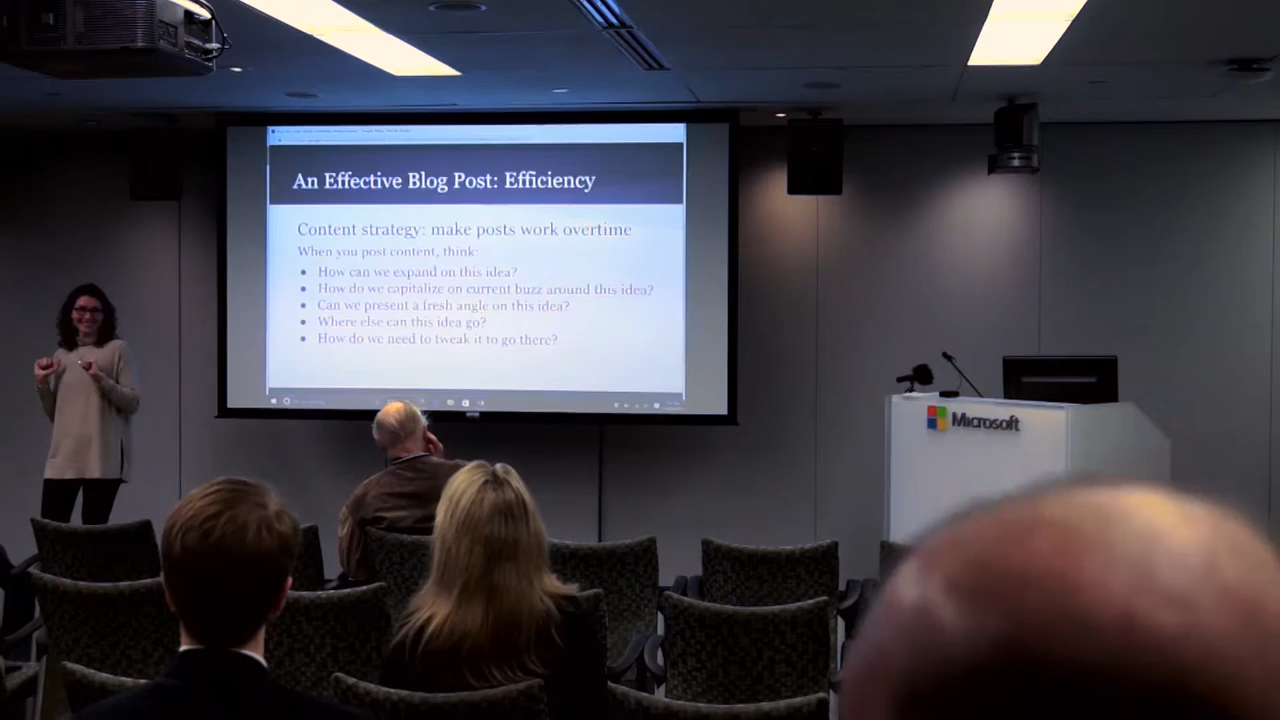 An Effective Blog Post: Efficiency
Content strategy: make posts work overtime
When you post content, think:
• How can we expand on this idea?
• How do we capitalize on current buzz around this idea?
• Can we present a fresh angle on this idea?
• Where else can this idea go?
• How do we need to tweak it to go there?
Microsoft